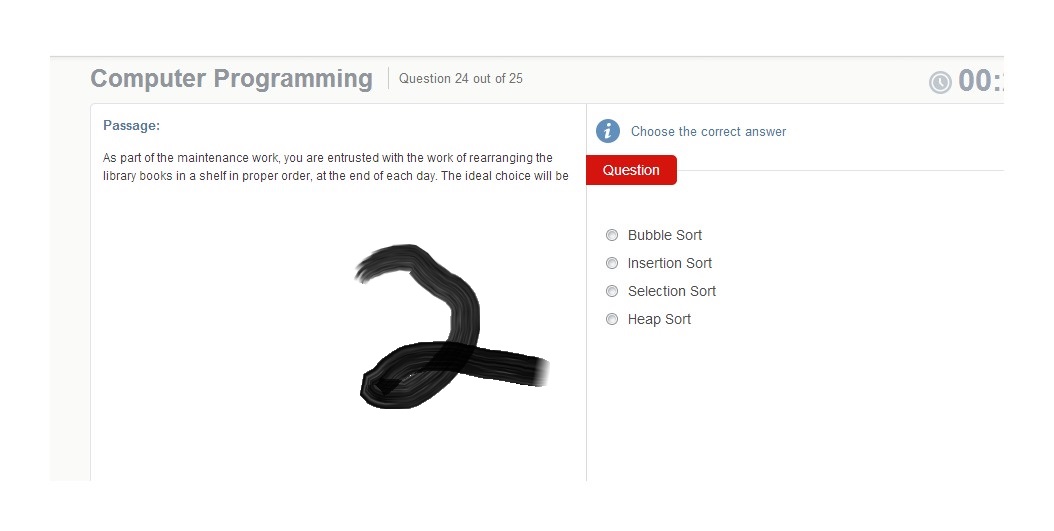 Computer Programming
Question 24 out of 25
00:
Passage:
As part of the maintenance work, you are entrusted with the work of rearranging the
library books in a shelf in proper order, at the end of each day. The ideal choice will be
2
Choose the correct answer
Question
Bubble Sort
Insertion Sort
Selection Sort
Heap Sort